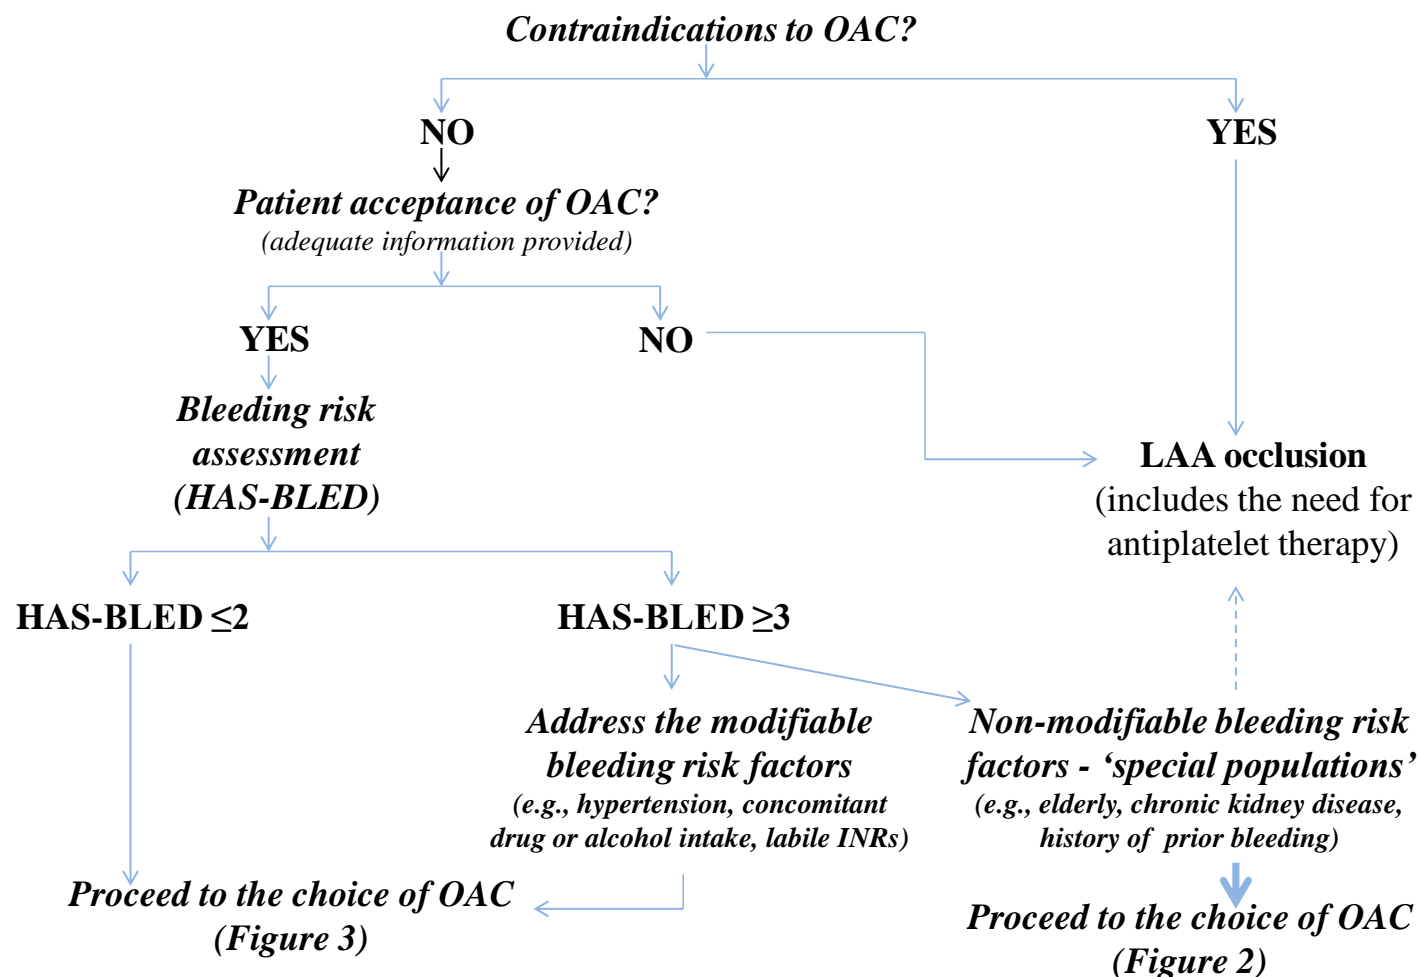 Contraindications to OAC?
NO
YES
Patient acceptance of OAC?
(adequate information provided)
YES
NO
Bleeding risk
assessment
(HAS-BLED)
LAA occlusion
(includes the need for
antiplatelet therapy)
HAS-BLED ≤2
HAS-BLED ≥3
Address the modifiable
bleeding risk factors
(e.g., hypertension, concomitant
drug or alcohol intake, labile INRs)
Non-modifiable bleeding risk
factors - ‘special populations’
(e.g., elderly, chronic kidney disease,
history of prior bleeding)
Proceed to the choice of OAC
(Figure 3)
Proceed to the choice of OAC
(Figure 2)